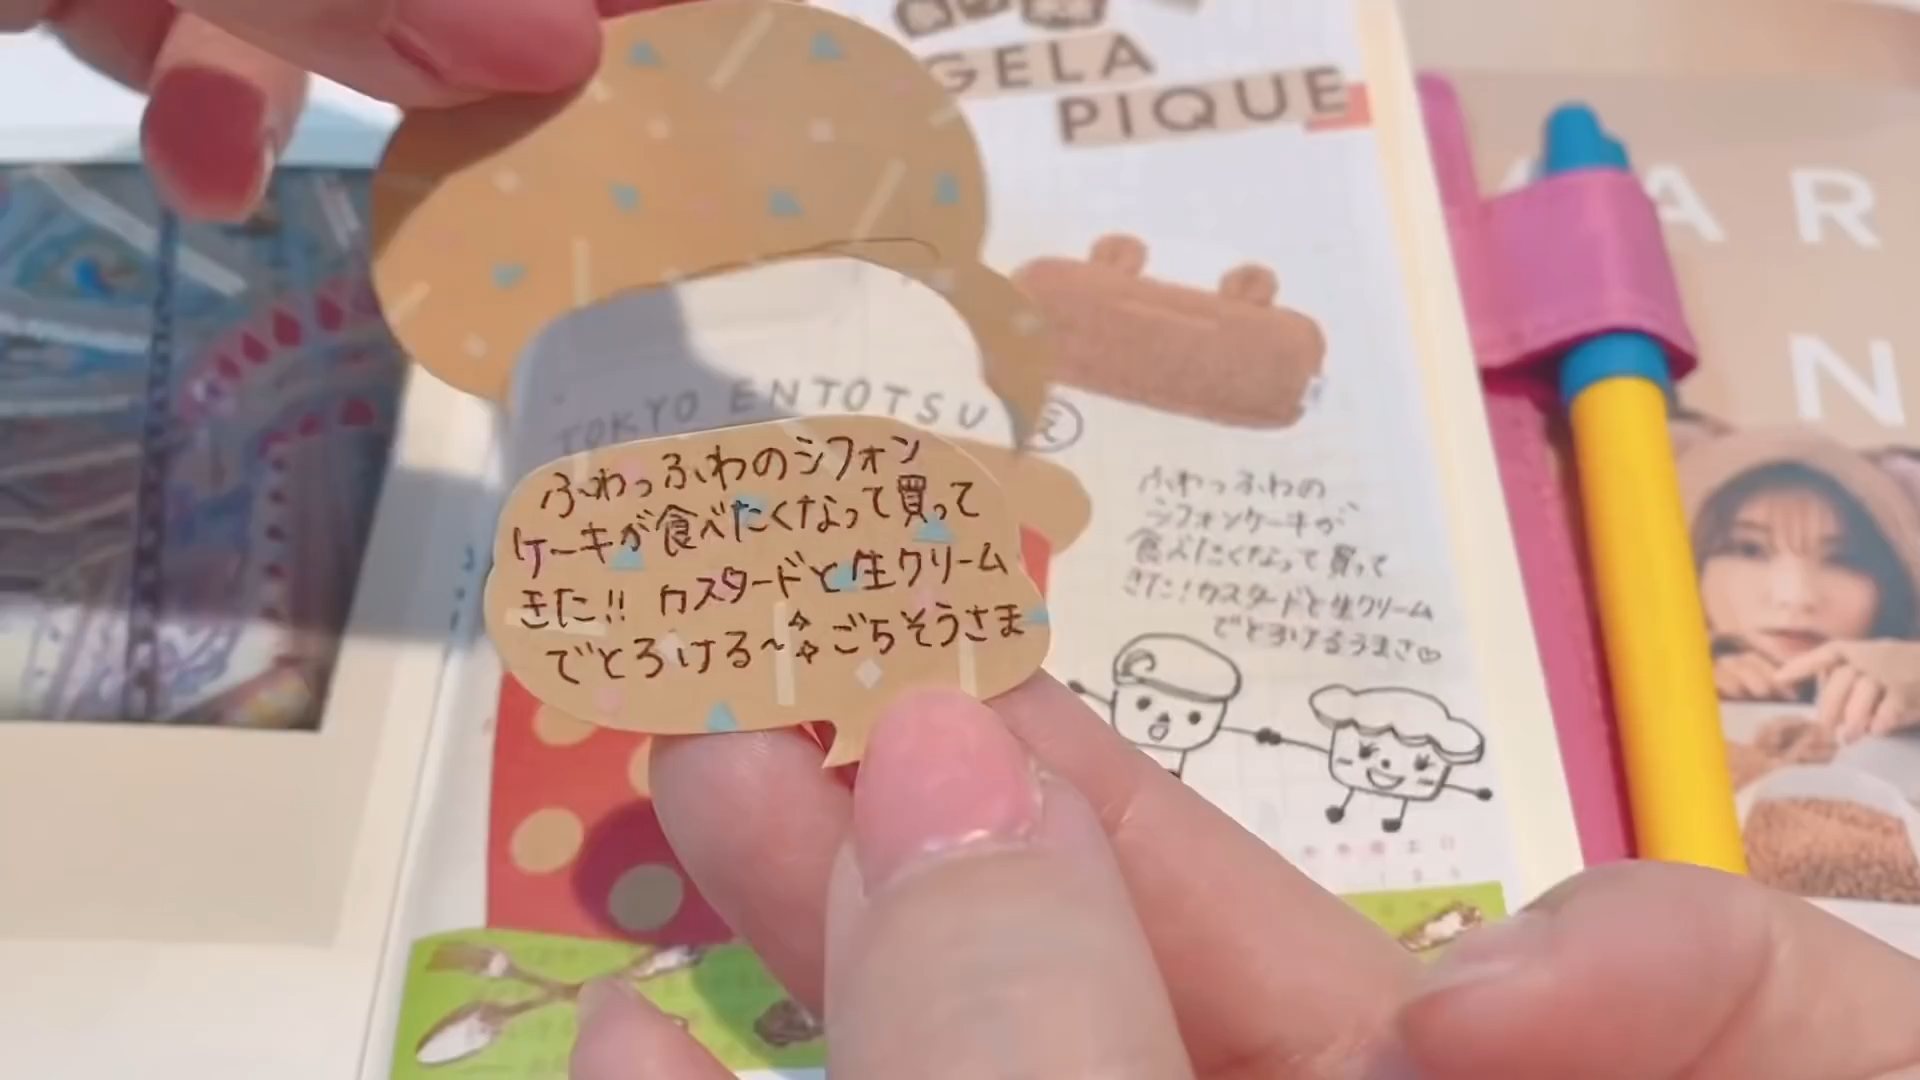 GELA
PIQUE
AR
N
TOKYO ENTOTSU
ふわっふわのシフォン
ケーキが食べたくなって買って
きた!! カスタードと生クリーム
でとろける～ ごちそうさま
ふわっふわの
シフォンケーキが
食べたくなって買って
きた!カスタードと生クリーム
でとろけるうまさ♡